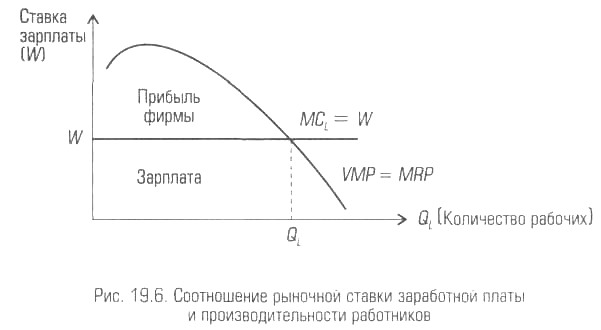 Ставка
зарплаты
(W)
Прибыль
фирмы
MC_L = W
W
Зарплата
VMP = MRP
Q_L (Количество рабочих)
Q_L
Рис. 19.6. Соотношение рыночной ставки заработной платы
и производительности работников